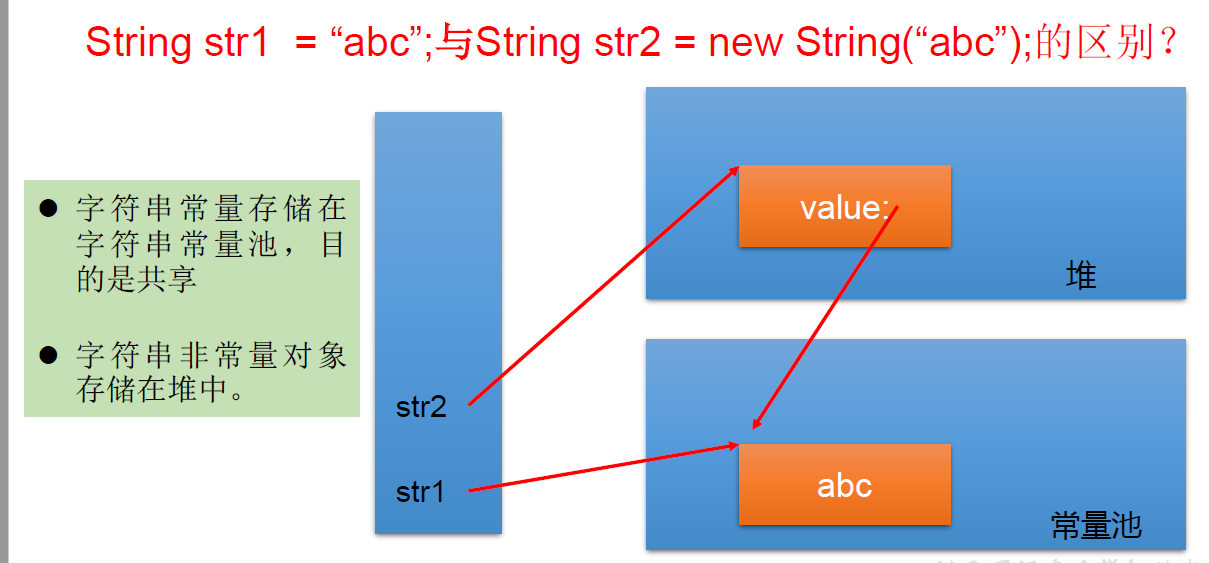 String str1 = “abc”;与String str2 = new String(“abc”);的区别？
● 字符串常量存储在
字符串常量池，目
的是共享
● 字符串非常量对象
存储在堆中。
str2
str1
value:
堆
abc
常量池